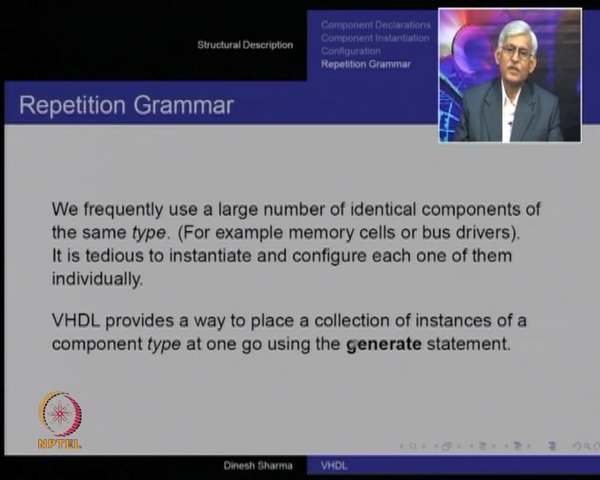 Structural Description
Component Declarations
Component Instantiation
Configuration
Repetition Grammar
Repetition Grammar
We frequently use a large number of identical components of
the same type. (For example memory cells or bus drivers).
It is tedious to instantiate and configure each one of them
individually.
VHDL provides a way to place a collection of instances of a
component type at one go using the generate statement.
NPTEL
Dinesh Sharma
VHDL